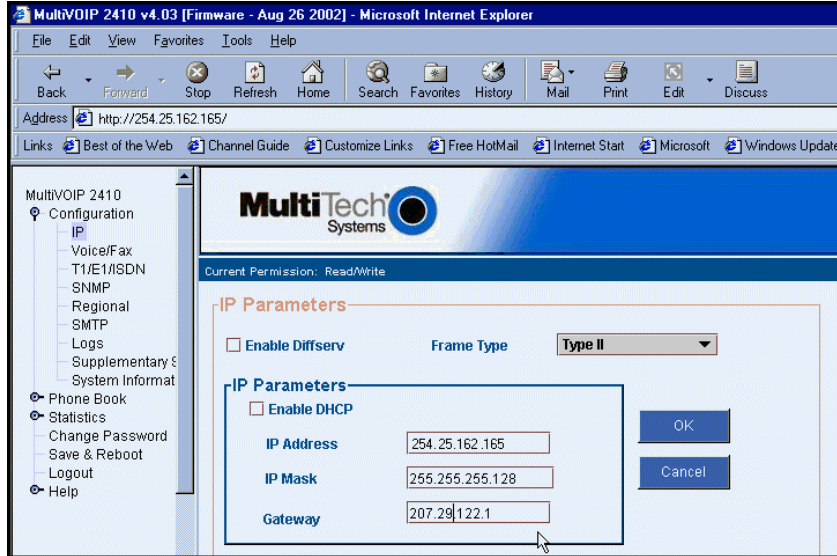 MultiVOIP 2410 v4.03 [Firmware - Aug 26 2002] - Microsoft Internet Explorer
File Edit View Favorites Tools Help
Back Forward Stop Refresh Home Search Favorites History Mail Print Edit Discuss
Address http://254.25.162.165/
Links Best of the Web Channel Guide Customize Links Free HotMail Internet Start Microsoft Windows Update
MultiVOIP 2410
Configuration
IP
Voice/Fax
T1/E1/ISDN
SNMP
Regional
SMTP
Logs
Supplementary S
System Informat
Phone Book
Statistics
Change Password
Save & Reboot
Logout
Help
MultiTech
Systems
Current Permission: Read/Write
IP Parameters
Enable Diffserv Frame Type Type II
IP Parameters
Enable DHCP
IP Address 254.25.162.165
IP Mask 255.255.255.128
Gateway 207.29.122.1
OK
Cancel